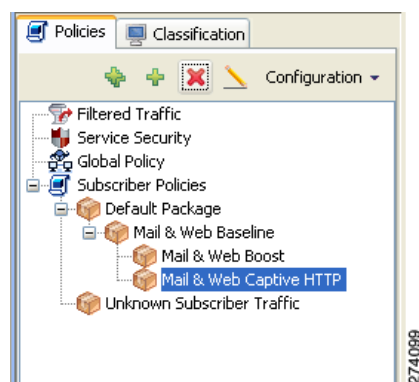 Policies Classification
Configuration
Filtered Traffic
Service Security
Global Policy
Subscriber Policies
Default Package
Mail & Web Baseline
Mail & Web Boost
Mail & Web Captive HTTP
Unknown Subscriber Traffic
274099